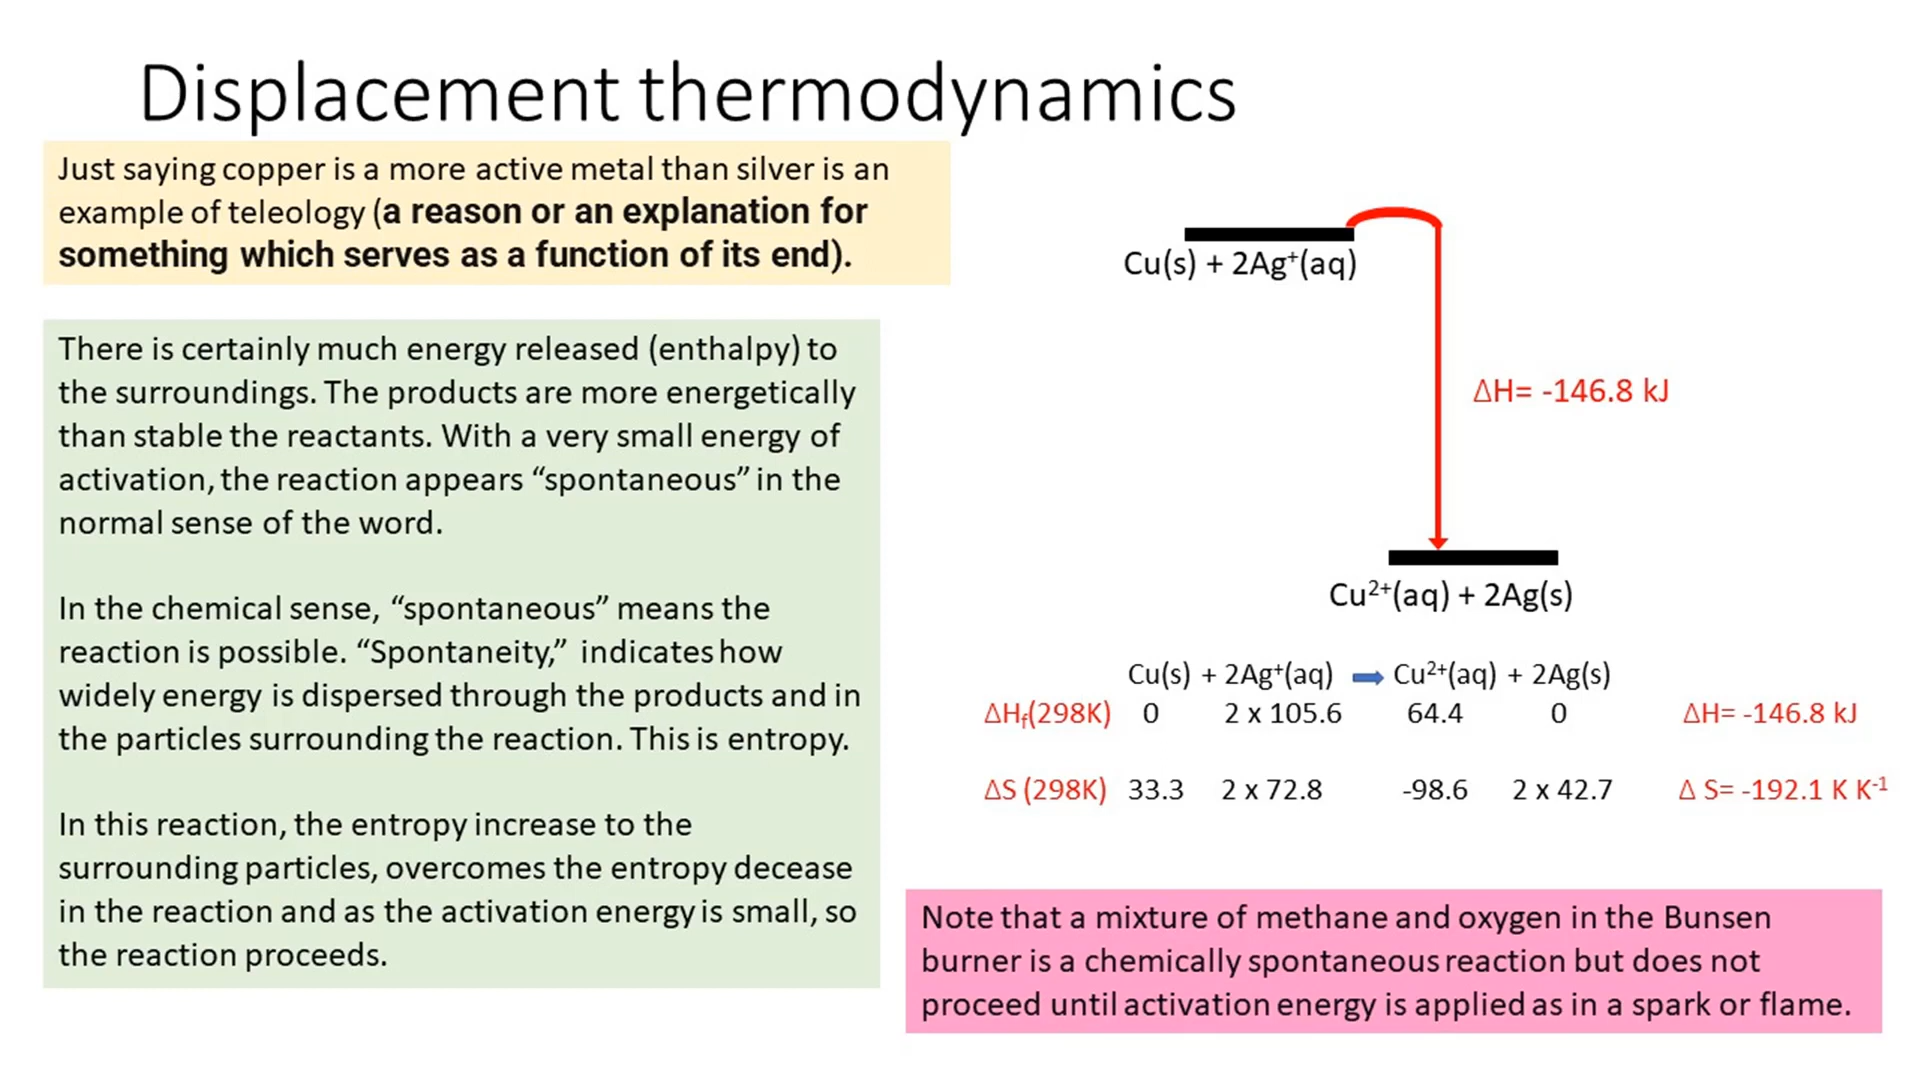 Displacement thermodynamics
Just saying copper is a more active metal than silver is an
example of teleology (a reason or an explanation for
something which serves as a function of its end).
There is certainly much energy released (enthalpy) to
the surroundings. The products are more energetically
than stable the reactants. With a very small energy of
activation, the reaction appears “spontaneous” in the
normal sense of the word.
In the chemical sense, “spontaneous” means the
reaction is possible. “Spontaneity,” indicates how
widely energy is dispersed through the products and in
the particles surrounding the reaction. This is entropy.
In this reaction, the entropy increase to the
surrounding particles, overcomes the entropy decease
in the reaction and as the activation energy is small, so
the reaction proceeds.
Cu(s) + 2Ag⁺(aq)
ΔH= -146.8 kJ
Cu²⁺(aq) + 2Ag(s)
Cu(s) + 2Ag⁺(aq) ➡ Cu²⁺(aq) + 2Ag(s)
ΔHf(298K) 0 2 x 105.6 64.4 0 ΔH= -146.8 kJ
ΔS (298K) 33.3 2 x 72.8 -98.6 2 x 42.7 Δ S= -192.1 K K⁻¹
Note that a mixture of methane and oxygen in the Bunsen
burner is a chemically spontaneous reaction but does not
proceed until activation energy is applied as in a spark or flame.